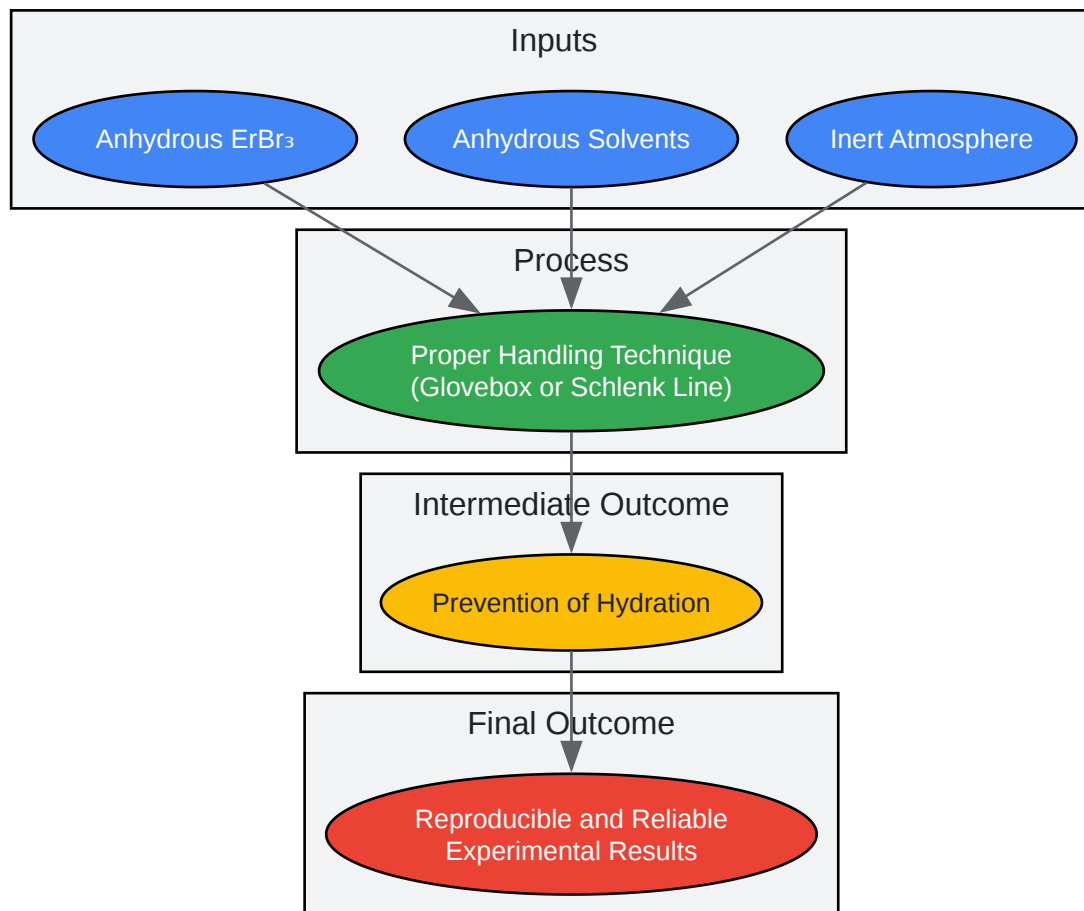 Inputs
Anhydrous ErBr₃
Anhydrous Solvents
Inert Atmosphere
Process
Proper Handling Technique
(Glovebox or Schlenk Line)
Intermediate Outcome
Prevention of Hydration
Final Outcome
Reproducible and Reliable
Experimental Results